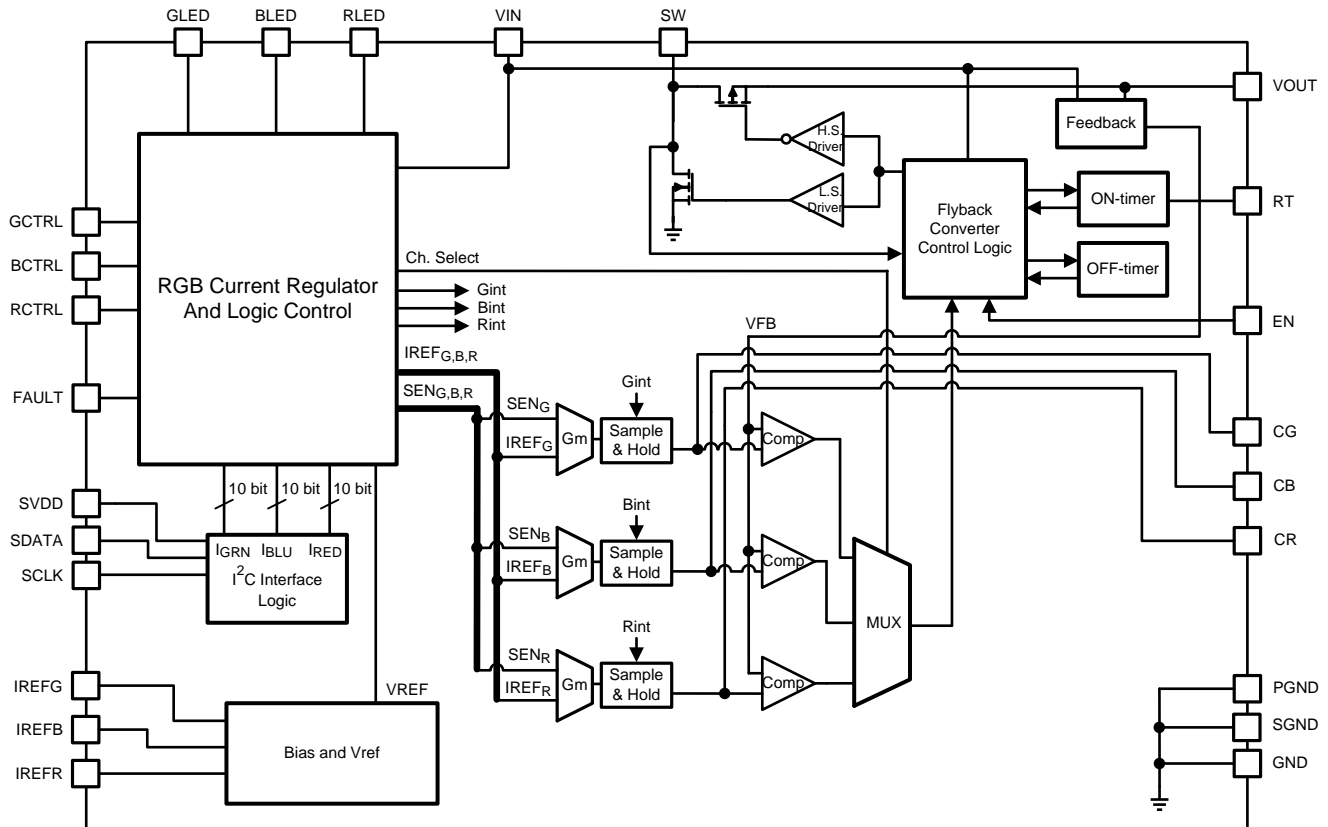 GLED
BLED
RLED
VIN
SW
VOUT
Feedback
H.S.
Driver
L.S.
Driver
Flyback
Converter
Control Logic
ON-timer
RT
OFF-timer
EN
GCTRL
BCTRL
RCTRL
FAULT
RGB Current Regulator
And Logic Control
Ch. Select
Gint
Bint
Rint
IREFG,B,R
SENG,B,R
VFB
Gint
SENG
IREFG
Gm
Sample
& Hold
Comp
CG
CB
CR
10 bit
10 bit
10 bit
SVDD
SDATA
SCLK
IGRN
IBLU
IRED
I2C Interface
Logic
Bint
SENB
IREFB
Gm
Sample
& Hold
Comp
MUX
Rint
SENR
IREFR
Gm
Sample
& Hold
Comp
IREFG
IREFB
IREFR
VREF
Bias and Vref
PGND
SGND
GND